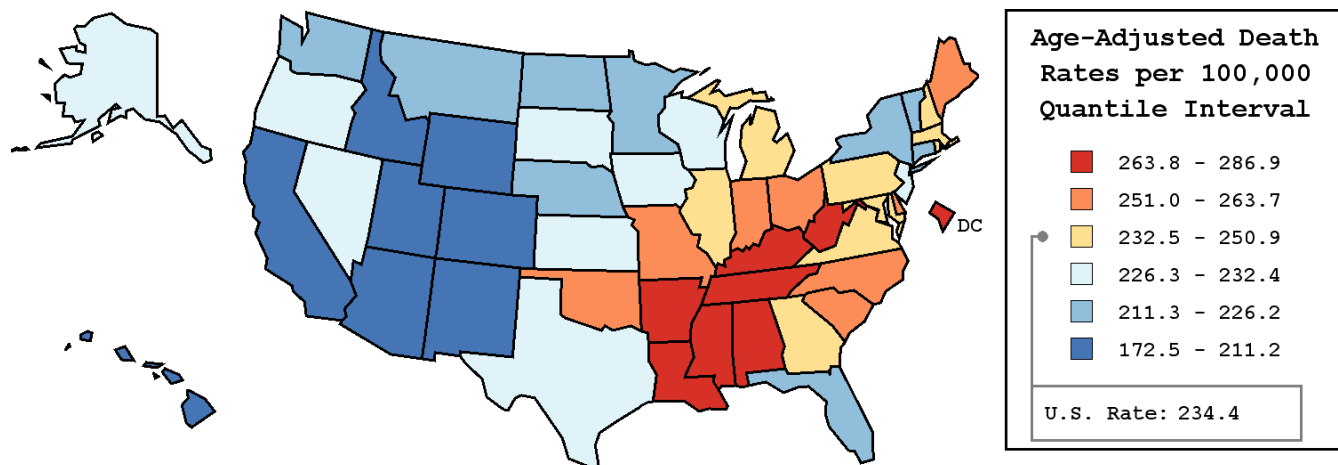 Age-Adjusted Death
Rates per 100,000
Quantile Interval
263.8 - 286.9
251.0 - 263.7
232.5 - 250.9
226.3 - 232.4
211.3 - 226.2
172.5 - 211.2
U.S. Rate: 234.4
DC